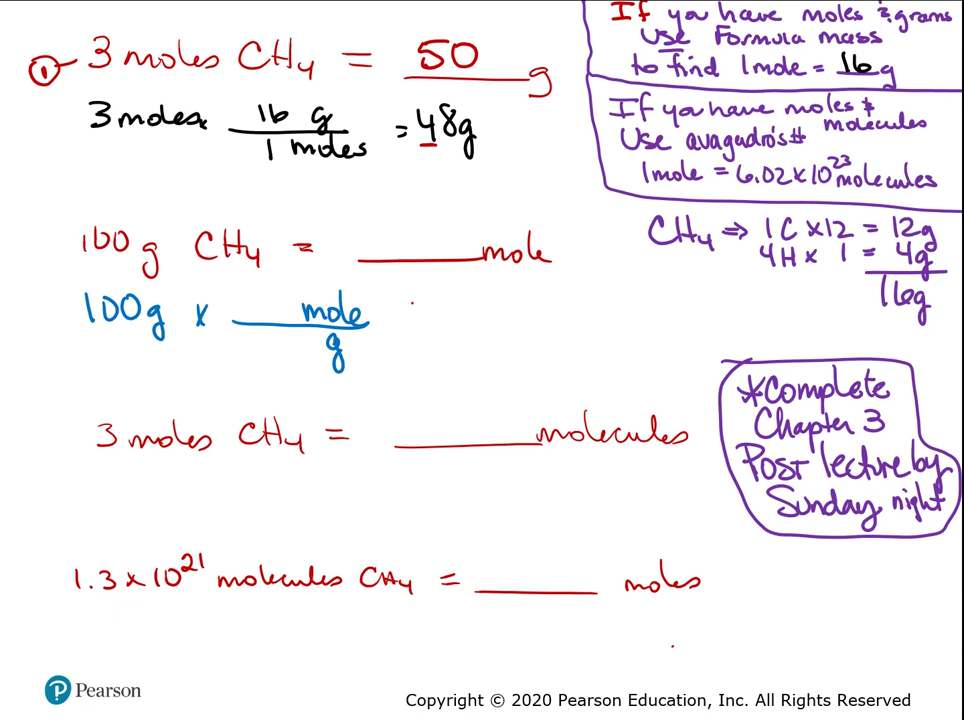 If you have moles & grams
Use Formula mass
to find 1 mole = 16 g
① 3 moles CH4 = 50 g
3 moles x 16 g / 1 moles = 48g
If you have moles & molecules
Use avagadro's #
1 mole = 6.02 x 10^23 molecules
CH4 ⇒ 1C x 12 = 12g
4H x 1 = 4g
16g
100g CH4 = ______ mole
100g x ______ mole / g
3 moles CH4 = ______ molecules
*Complete
Chapter 3
Post lecture by
Sunday night
1.3 x 10^21 molecules CH4 = ______ moles
Pearson
Copyright © 2020 Pearson Education, Inc. All Rights Reserved